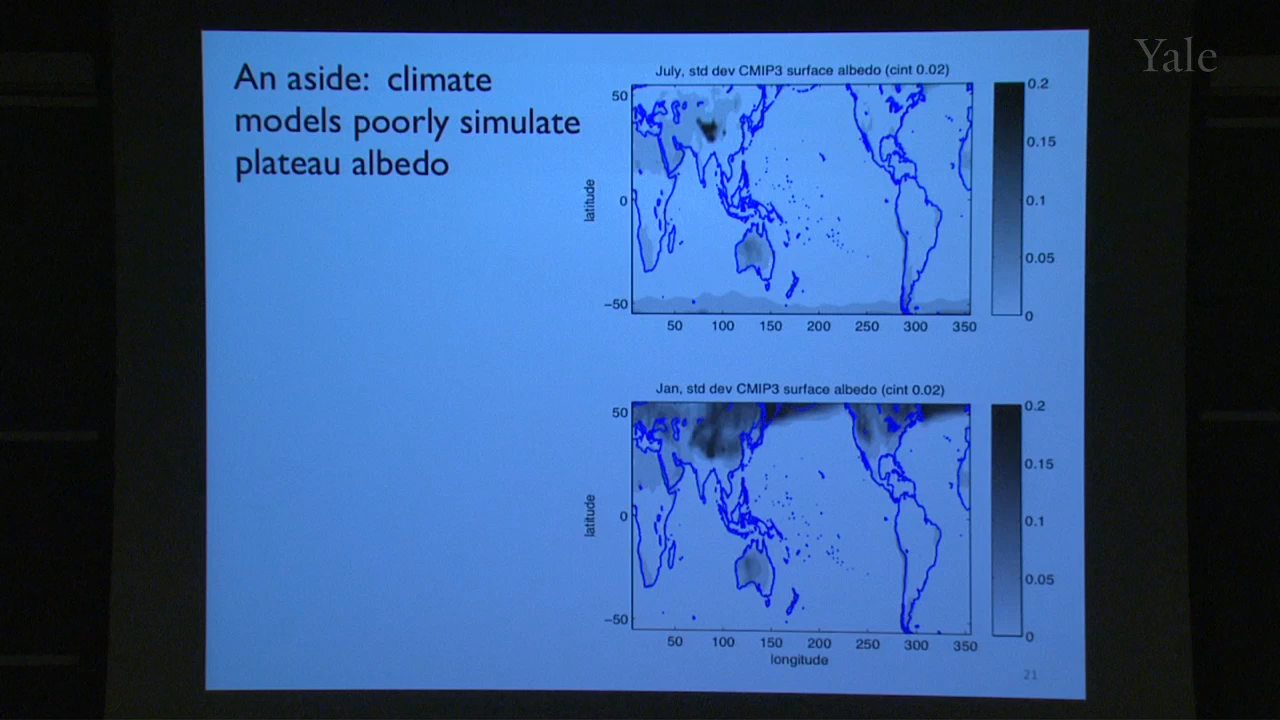 Yale
An aside: climate
models poorly simulate
plateau albedo
July, std dev CMIP3 surface albedo (cint 0.02)
latitude
50
0
−50
50 100 150 200 250 300 350
0.2
0.15
0.1
0.05
0
Jan, std dev CMIP3 surface albedo (cint 0.02)
latitude
50
0
−50
50 100 150 200 250 300 350
longitude
0.2
0.15
0.1
0.05
0
21